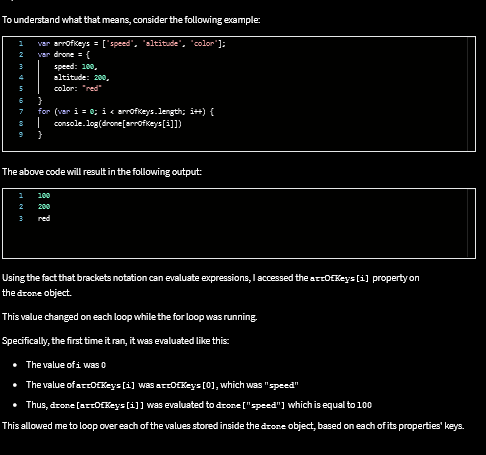 To understand what that means, consider the following example:
1 var arrOfKeys = ['speed', 'altitude', 'color'];
2 var drone = {
3 speed: 100,
4 altitude: 200,
5 color: "red"
6 }
7 for (var i = 0; i < arrOfKeys.length; i++) {
8 console.log(drone[arrOfKeys[i]])
9 }
The above code will result in the following output:
1 100
2 200
3 red
Using the fact that brackets notation can evaluate expressions, I accessed the arrOfKeys[i] property on
the drone object.
This value changed on each loop while the for loop was running.
Specifically, the first time it ran, it was evaluated like this:
• The value of i was 0
• The value of arrOfKeys[i] was arrOfKeys[0], which was "speed"
• Thus, drone[arrOfKeys[i]] was evaluated to drone["speed"] which is equal to 100
This allowed me to loop over each of the values stored inside the drone object, based on each of its properties' keys.